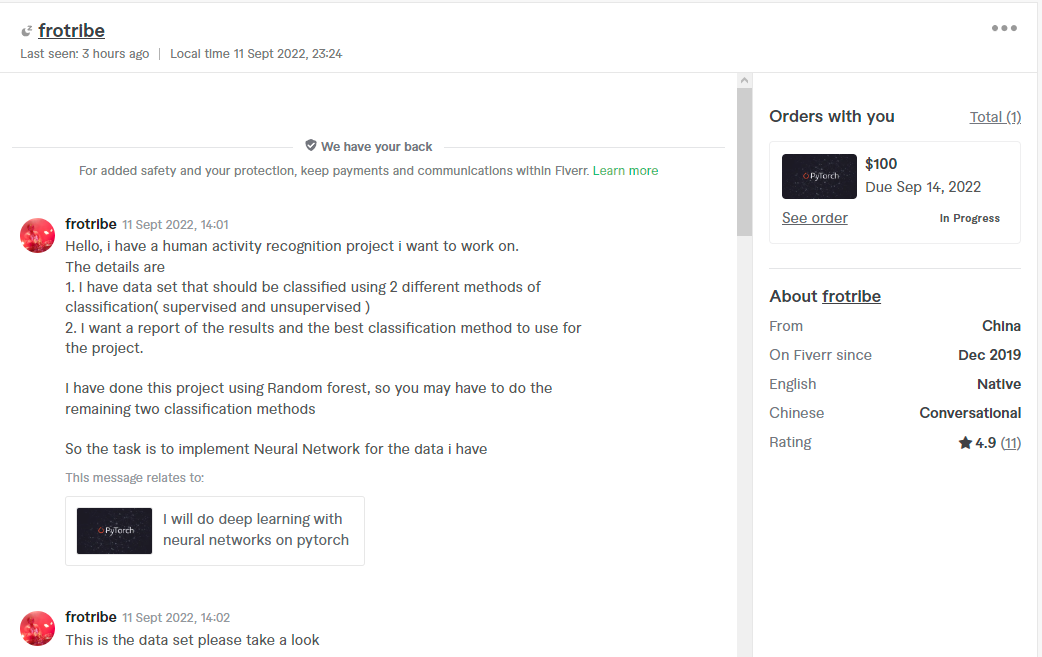 frotribe
Last seen: 3 hours ago | Local time 11 Sept 2022, 23:24
We have your back
For added safety and your protection, keep payments and communications within Fiverr. Learn more
frotribe 11 Sept 2022, 14:01
Hello, i have a human activity recognition project i want to work on.
The details are
1. I have data set that should be classified using 2 different methods of
classification( supervised and unsupervised )
2. I want a report of the results and the best classification method to use for
the project.
I have done this project using Random forest, so you may have to do the
remaining two classification methods
So the task is to implement Neural Network for the data i have
This message relates to:
PyTorch
I will do deep learning with
neural networks on pytorch
frotribe 11 Sept 2022, 14:02
This is the data set please take a look
Orders with you Total (1)
PyTorch
$100
Due Sep 14, 2022
See order In Progress
About frotribe
From China
On Fiverr since Dec 2019
English Native
Chinese Conversational
Rating ★ 4.9 (11)